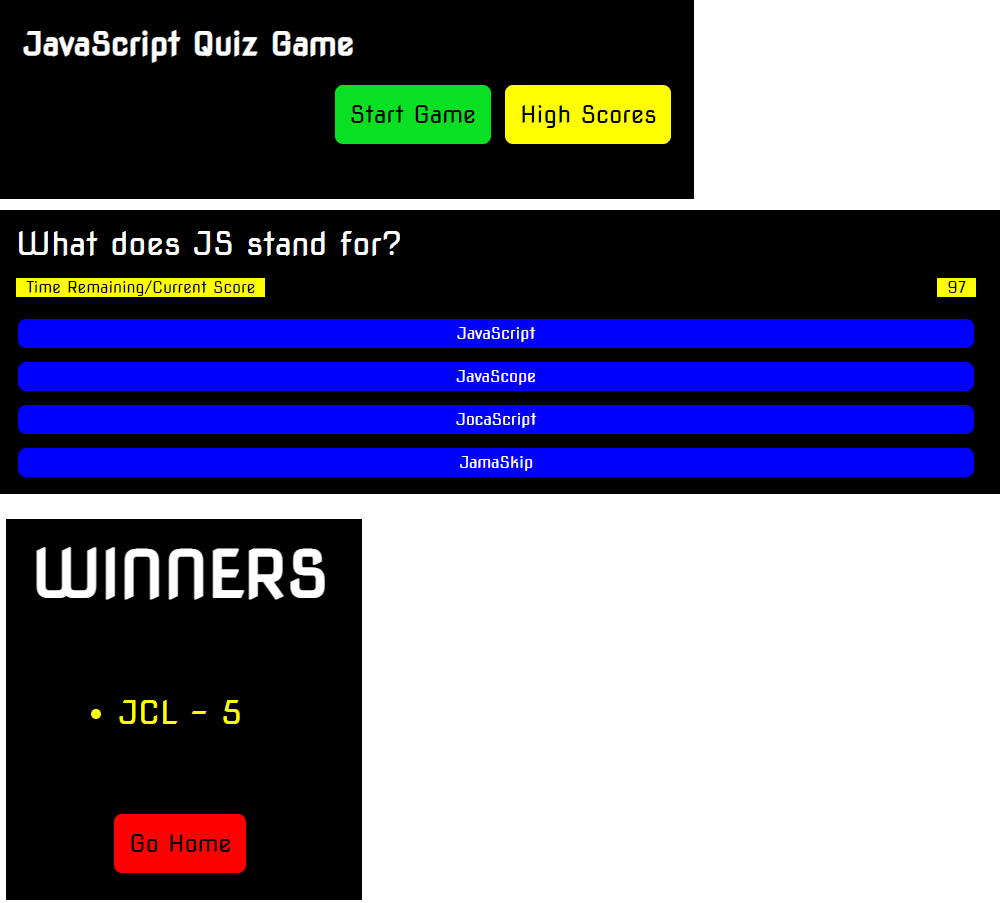 JavaScript Quiz Game
Start Game High Scores
What does JS stand for?
Time Remaining/Current Score 97
JavaScript
JavaScope
JocaScript
JamaSkip
WINNERS
• JCL - 5
Go Home